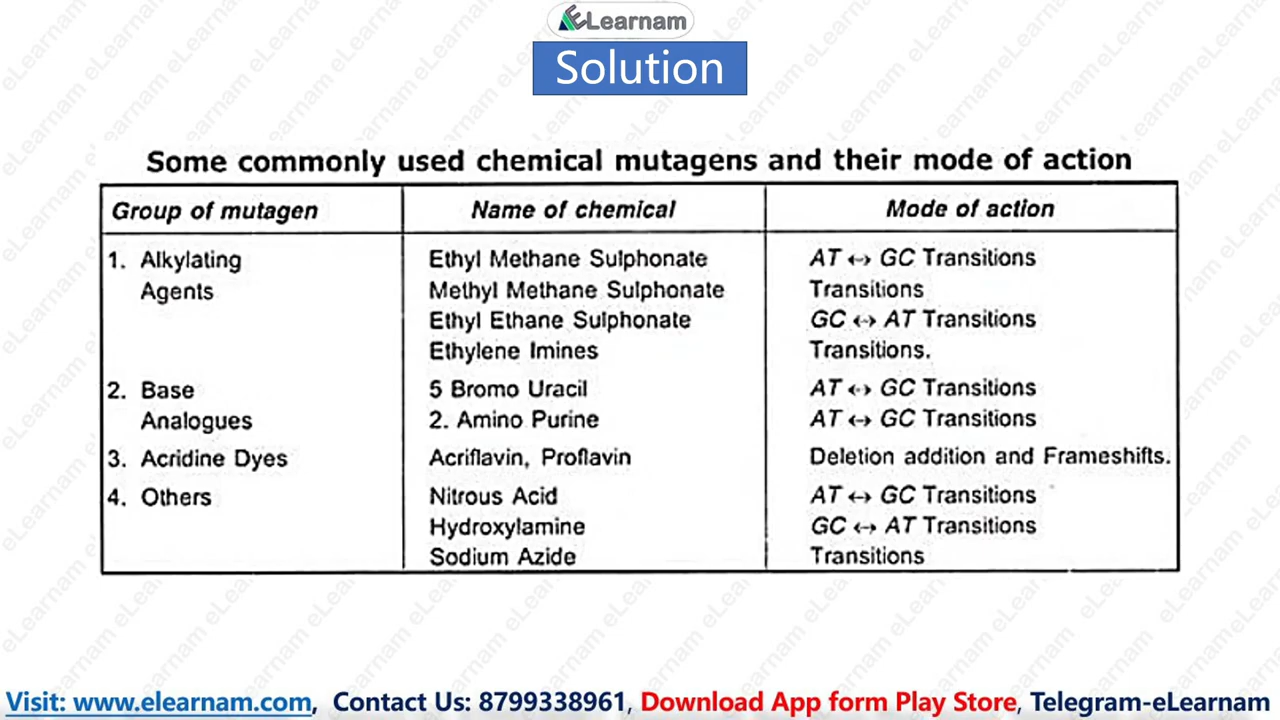 ELearnam
Solution
Some commonly used chemical mutagens and their mode of action
Group of mutagen Name of chemical Mode of action
1. Alkylating Ethyl Methane Sulphonate AT ↔ GC Transitions
Agents Methyl Methane Sulphonate Transitions
Ethyl Ethane Sulphonate GC ↔ AT Transitions
Ethylene Imines Transitions.
2. Base 5 Bromo Uracil AT ↔ GC Transitions
Analogues 2. Amino Purine AT ↔ GC Transitions
3. Acridine Dyes Acriflavin, Proflavin Deletion addition and Frameshifts.
4. Others Nitrous Acid AT ↔ GC Transitions
Hydroxylamine GC ↔ AT Transitions
Sodium Azide Transitions
Visit: www.elearnam.com, Contact Us: 8799338961, Download App form Play Store, Telegram-eLearnam